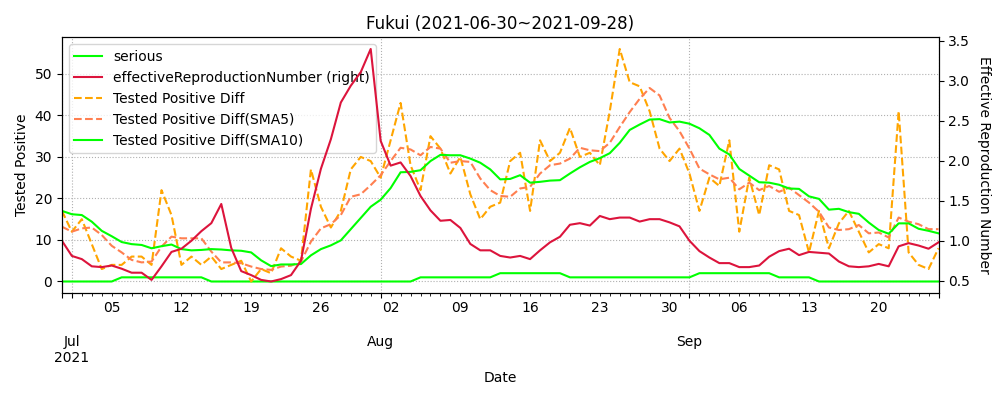 Fukui (2021-06-30~2021-09-28)
serious
effectiveReproductionNumber (right)
Tested Positive Diff
Tested Positive Diff(SMA5)
Tested Positive Diff(SMA10)
Tested Positive
50
40
30
20
10
0
3.5
3.0
2.5
2.0
1.5
1.0
0.5
Effective Reproduction Number
05 12 19 26 02 09 16 23 30 06 13 20
Jul Aug Sep
2021
Date